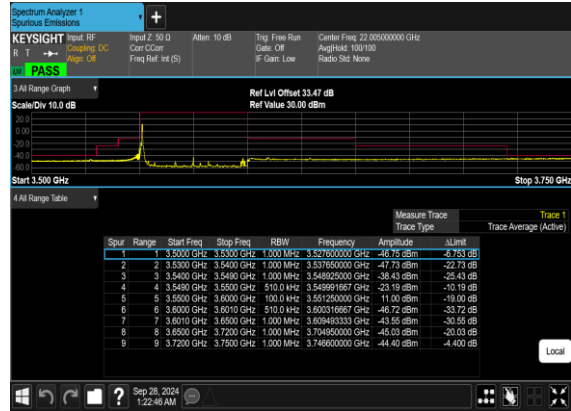 Spectrum Analyzer 1
Spurious Emissions
KEYSIGHT Input: RF Input Z: 50 Ω Atten: 10 dB Trig: Free Run Center Freq: 22.005000000 GHz
R T Coupling: DC Corr CCorr Gate: Off Avg|Hold: 100/100
Align: Off Freq Ref: Int (S) IF Gain: Low Radio Std: None
PASS
3 All Range Graph Ref Lvl Offset 33.47 dB
Scale/Div 10.0 dB Ref Value 30.00 dBm
20.0
0.00
-20.0
-40.0
-60.0
Start 3.500 GHz Stop 3.750 GHz
4 All Range Table
Measure Trace Trace 1
Trace Type Trace Average (Active)
Spur Range Start Freq Stop Freq RBW Frequency Amplitude ΔLimit
1 1 3.5000 GHz 3.5300 GHz 1.000 MHz 3.527600000 GHz -46.75 dBm -6.753 dB
2 2 3.5300 GHz 3.5400 GHz 1.000 MHz 3.537650000 GHz -47.73 dBm -22.73 dB
3 3 3.5400 GHz 3.5490 GHz 1.000 MHz 3.548925000 GHz -38.43 dBm -25.43 dB
4 4 3.5490 GHz 3.5500 GHz 510.0 kHz 3.549991667 GHz -23.19 dBm -10.19 dB
5 5 3.5500 GHz 3.6000 GHz 100.0 kHz 3.551250000 GHz 11.00 dBm -19.00 dB
6 6 3.6000 GHz 3.6010 GHz 510.0 kHz 3.600316667 GHz -46.72 dBm -33.72 dB
7 7 3.6010 GHz 3.6500 GHz 1.000 MHz 3.609493333 GHz -43.55 dBm -30.55 dB
8 8 3.6500 GHz 3.7200 GHz 1.000 MHz 3.704950000 GHz -45.03 dBm -20.03 dB
9 9 3.7200 GHz 3.7500 GHz 1.000 MHz 3.746600000 GHz -44.40 dBm -4.400 dB
Local
? Sep 28, 2024
1:22:46 AM